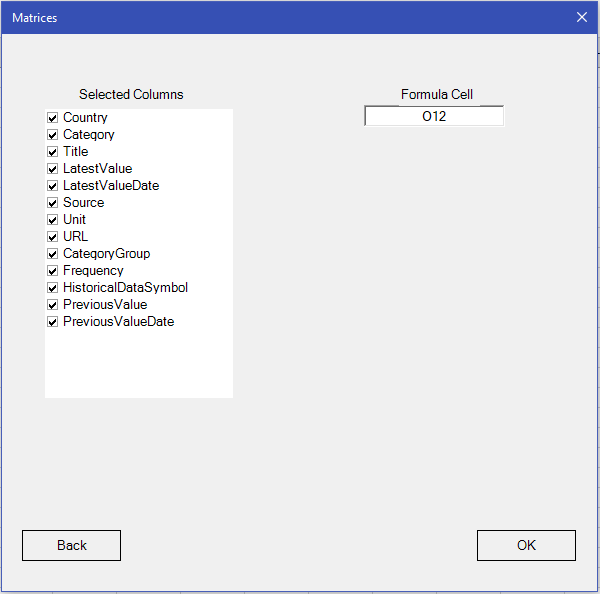 Matrices
Selected Columns
Formula Cell
O12
Country
Category
Title
LatestValue
LatestValueDate
Source
Unit
URL
CategoryGroup
Frequency
HistoricalDataSymbol
PreviousValue
PreviousValueDate
Back
OK